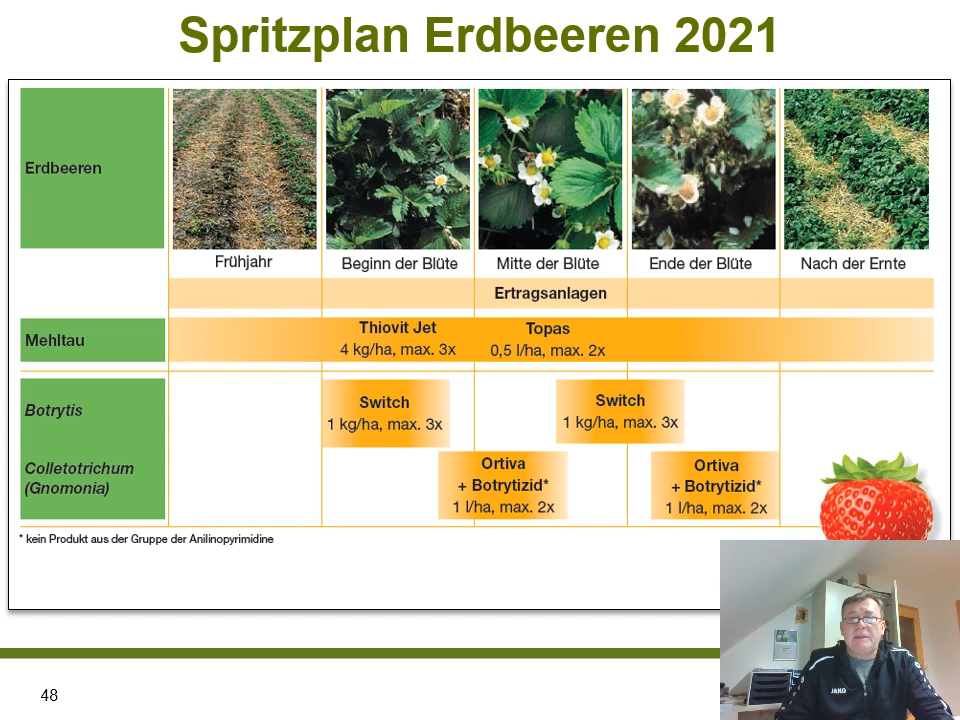 Spritzplan Erdbeeren 2021
Erdbeeren
Frühjahr
Beginn der Blüte
Mitte der Blüte
Ende der Blüte
Nach der Ernte
Ertragsanlagen
Mehltau
Thiovit Jet
4 kg/ha, max. 3x
Topas
0,5 l/ha, max. 2x
Botrytis
Switch
1 kg/ha, max. 3x
Switch
1 kg/ha, max. 3x
Colletotrichum
(Gnomonia)
Ortiva
+ Botrytizid*
1 l/ha, max. 2x
Ortiva
+ Botrytizid*
1 l/ha, max. 2x
* kein Produkt aus der Gruppe der Anilinopyrimidine
JAKO
48